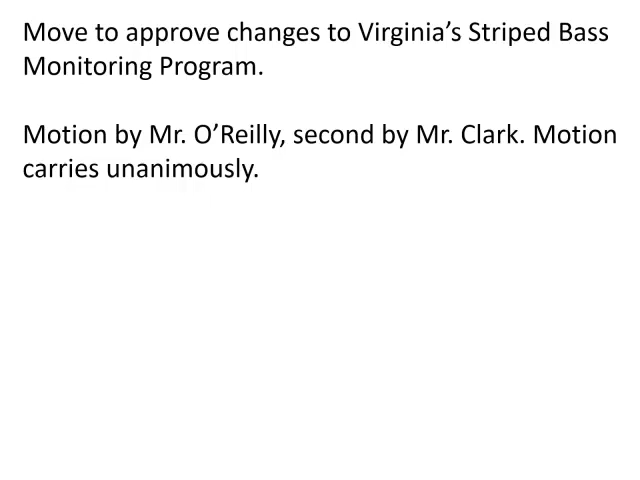 Move to approve changes to Virginia’s Striped Bass
Monitoring Program.
Motion by Mr. O’Reilly, second by Mr. Clark. Motion
carries unanimously.